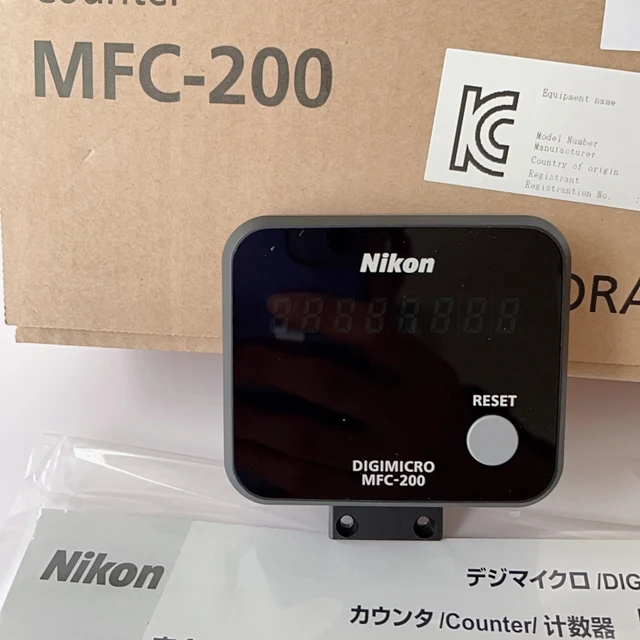 Counter
MFC-200
Equipment name
Model Number
Manufacturer
Country of origin
Registrant
Registrantion No.
Nikon
RESET
DIGIMICRO
MFC-200
Nikon
デジマイクロ/DIG
カウンタ/Counter/计数器